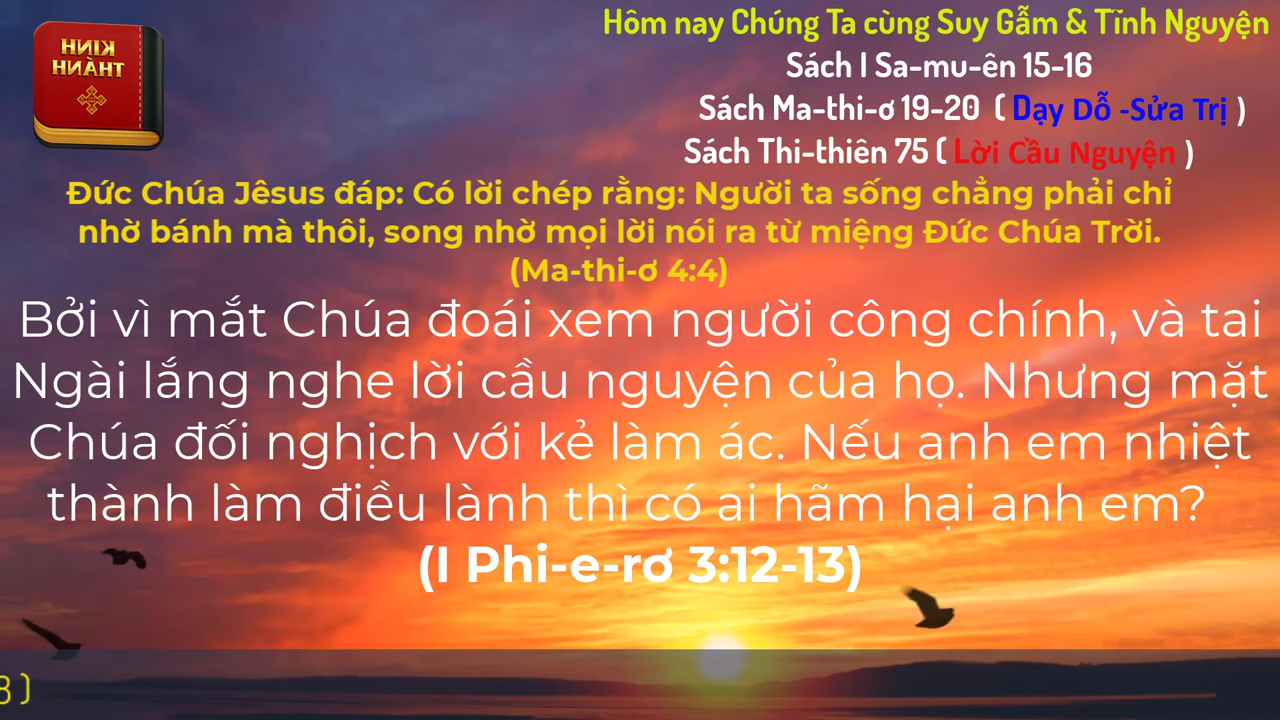 Hôm nay Chúng Ta cùng Suy Gẫm & Tĩnh Nguyện
KINH
THÁNH
Sách I Sa-mu-ên 15-16
Sách Ma-thi-ơ 19-20 ( Dạy Dỗ -Sửa Trị )
Sách Thi-thiên 75 ( Lời Cầu Nguyện )
Đức Chúa Jêsus đáp: Có lời chép rằng: Người ta sống chẳng phải chỉ
nhờ bánh mà thôi, song nhờ mọi lời nói ra từ miệng Đức Chúa Trời.
(Ma-thi-ơ 4:4)
Bởi vì mắt Chúa đoái xem người công chính, và tai
Ngài lắng nghe lời cầu nguyện của họ. Nhưng mặt
Chúa đối nghịch với kẻ làm ác. Nếu anh em nhiệt
thành làm điều lành thì có ai hãm hại anh em?
(I Phi-e-rơ 3:12-13)
8 )